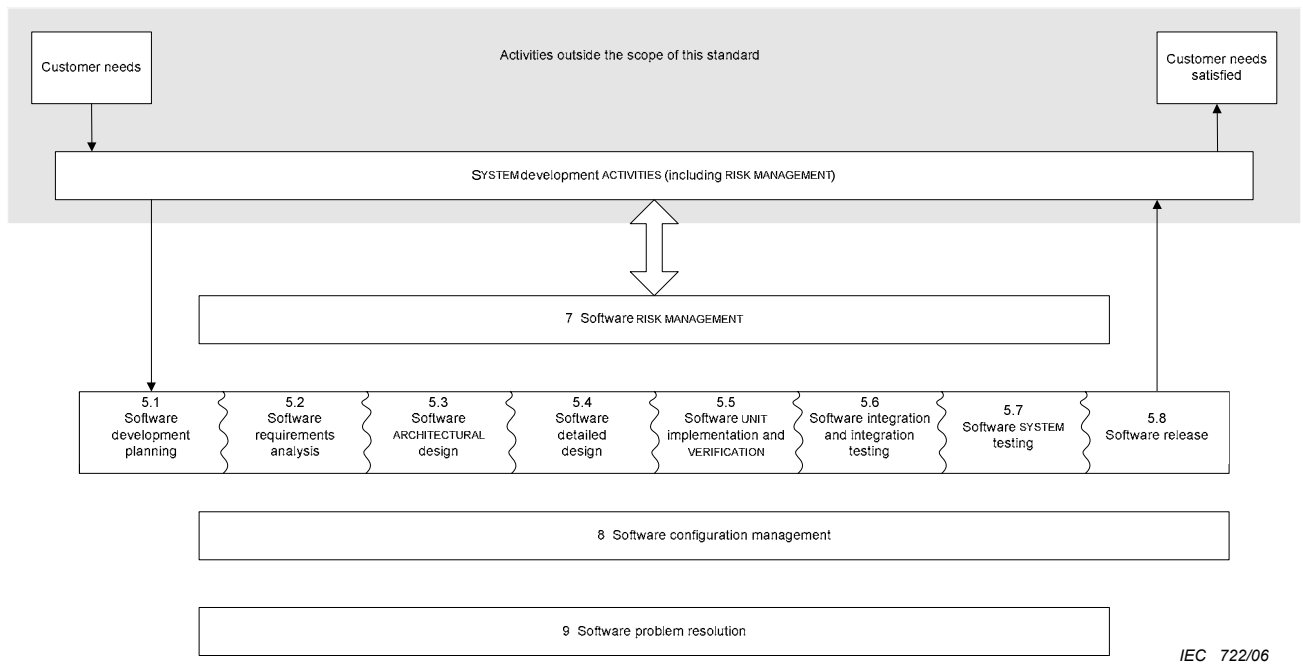 Activities outside the scope of this standard
Customer needs
Customer needs
satisfied
SYSTEM development ACTIVITIES (including RISK MANAGEMENT)
7 Software RISK MANAGEMENT
5.1
Software
development
planning
5.2
Software
requirements
analysis
5.3
Software
ARCHITECTURAL
design
5.4
Software
detailed
design
5.5
Software UNIT
implementation and
VERIFICATION
5.6
Software integration
and integration
testing
5.7
Software SYSTEM
testing
5.8
Software release
8 Software configuration management
9 Software problem resolution
IEC 722/06